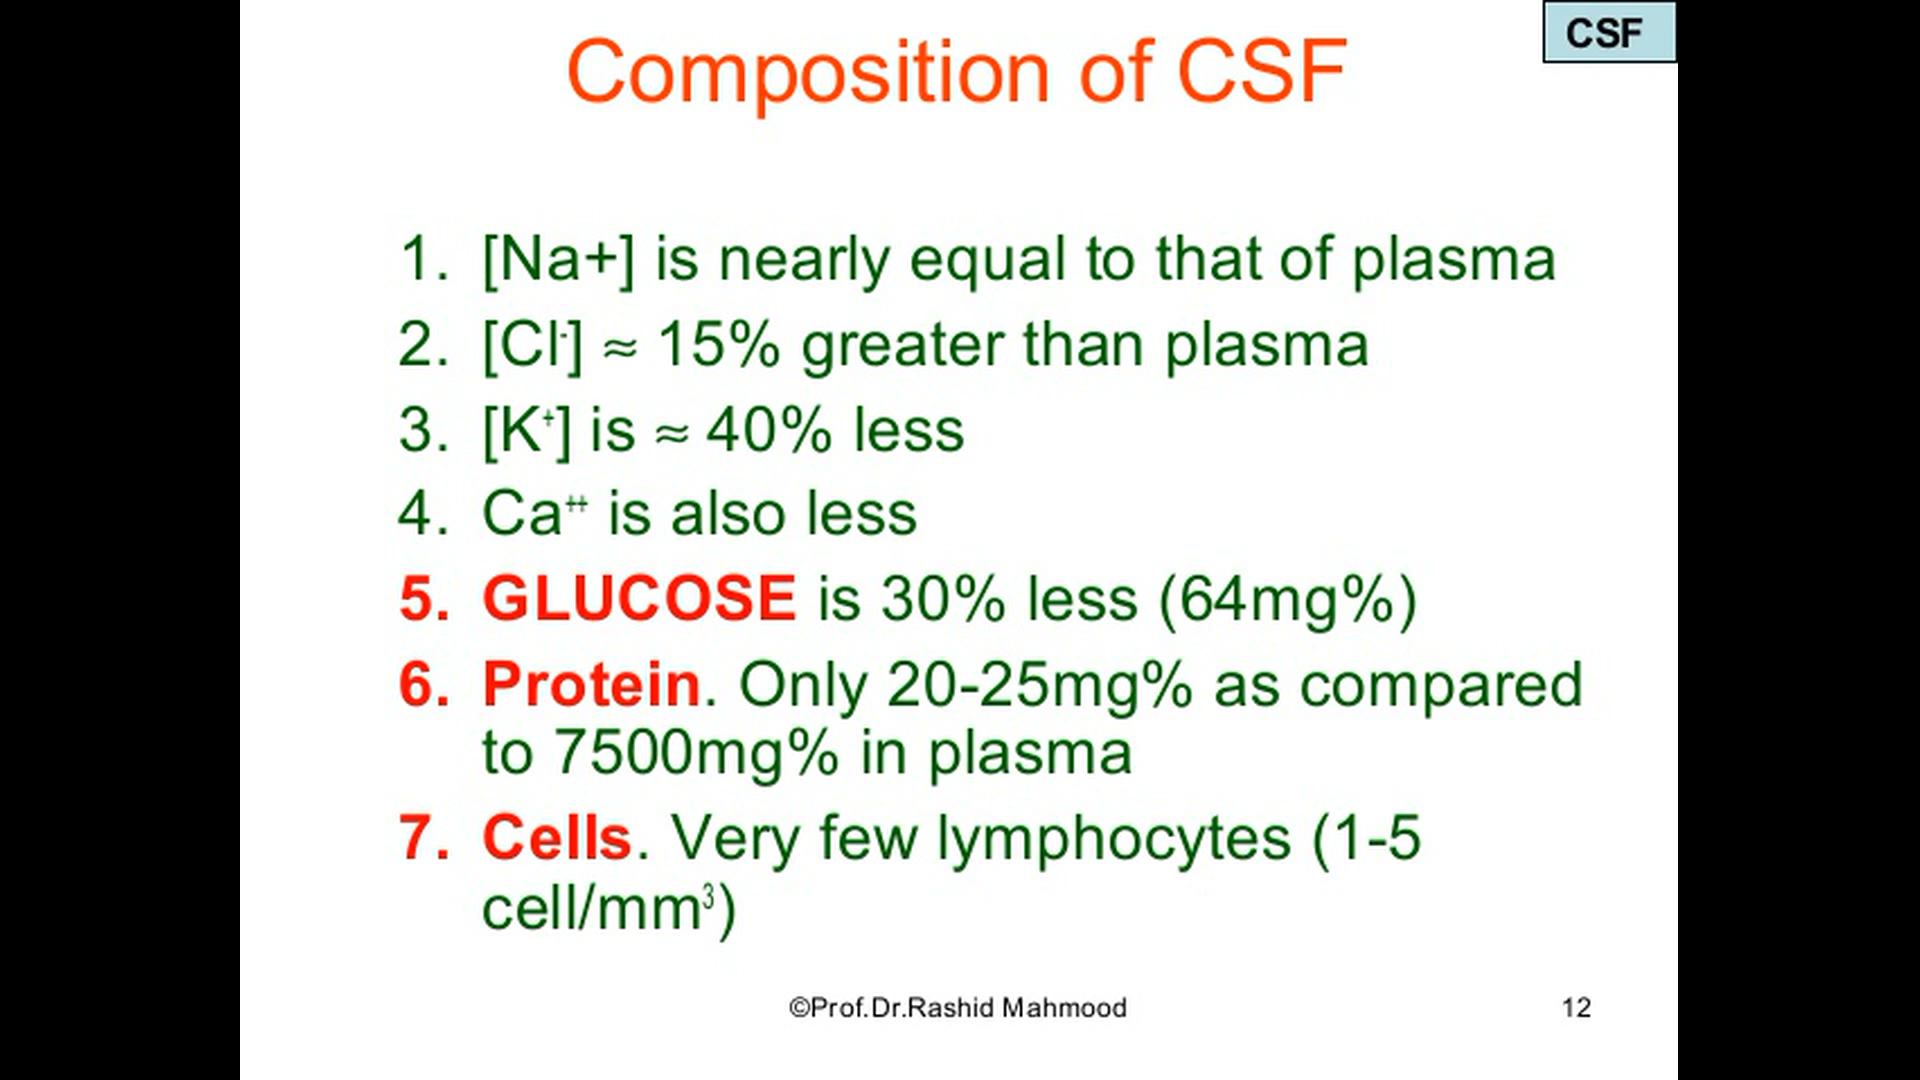 CSF
Composition of CSF
1. [Na+] is nearly equal to that of plasma
2. [Cl⁻] ≈ 15% greater than plasma
3. [K⁺] is ≈ 40% less
4. Ca⁺⁺ is also less
5. GLUCOSE is 30% less (64mg%)
6. Protein. Only 20-25mg% as compared
to 7500mg% in plasma
7. Cells. Very few lymphocytes (1-5
cell/mm³)
©Prof.Dr.Rashid Mahmood
12